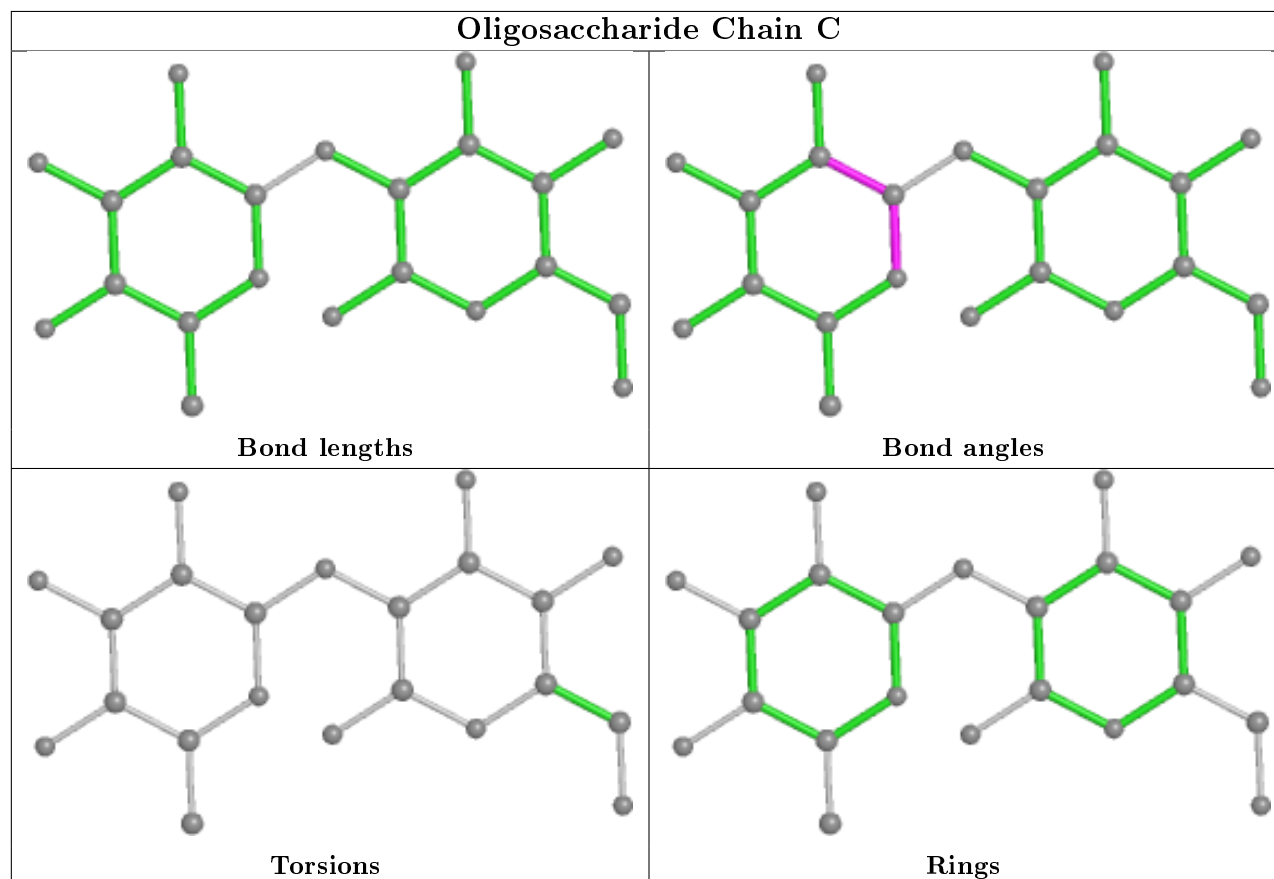 Oligosaccharide Chain C
Bond lengths
Bond angles
Torsions
Rings